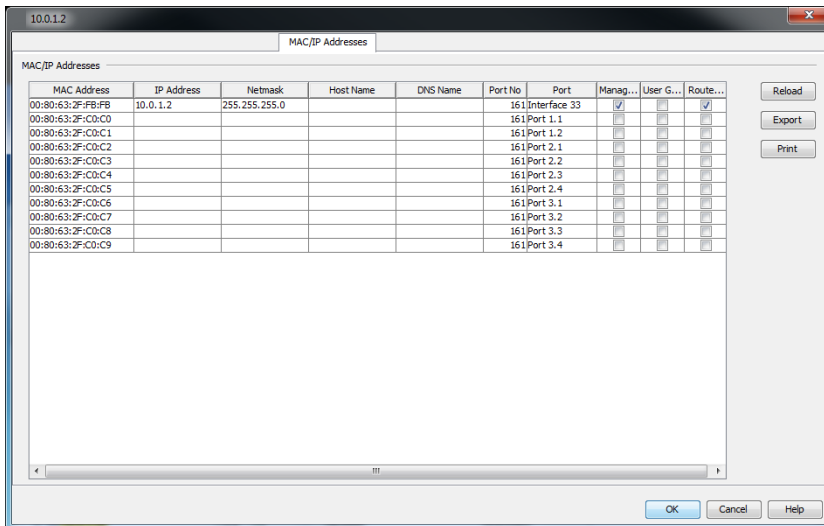 10.0.1.2
MAC/IP Addresses
MAC/IP Addresses
MAC Address IP Address Netmask Host Name DNS Name Port No Port Manag... User G... Route...
00:80:63:2F:FB:FB 10.0.1.2 255.255.255.0 161 Interface 33
00:80:63:2F:C0:C0 161 Port 1.1
00:80:63:2F:C0:C1 161 Port 1.2
00:80:63:2F:C0:C2 161 Port 2.1
00:80:63:2F:C0:C3 161 Port 2.2
00:80:63:2F:C0:C4 161 Port 2.3
00:80:63:2F:C0:C5 161 Port 2.4
00:80:63:2F:C0:C6 161 Port 3.1
00:80:63:2F:C0:C7 161 Port 3.2
00:80:63:2F:C0:C8 161 Port 3.3
00:80:63:2F:C0:C9 161 Port 3.4
Reload
Export
Print
OK Cancel Help